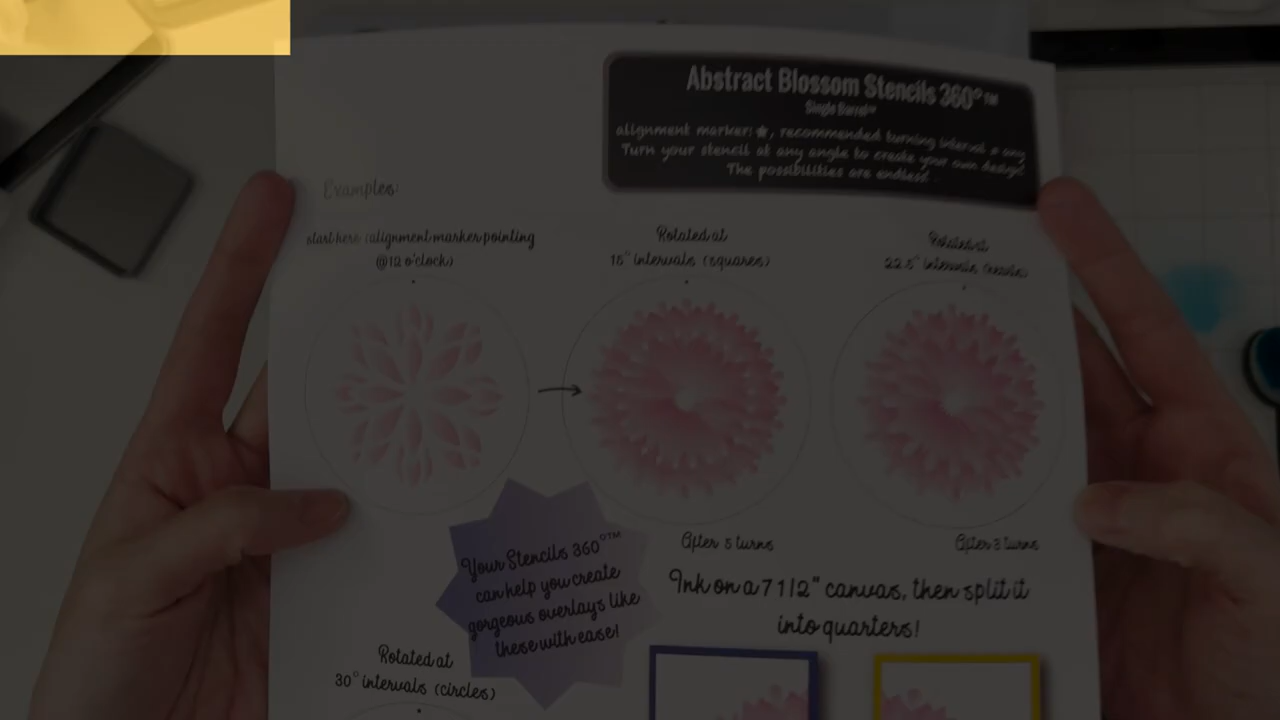 Abstract Blossom Stencils 360°™
Single Barrel™
alignment marker: ★, recommended turning interval = any
Turn your stencil at any angle to create your own design!
The possibilities are endless!
Examples:
start here (alignment marker pointing
@12 o'clock)
Rotated at
15° intervals (squares)
Rotated at
22.5° intervals
After 5 turns
After 3 turns
Your Stencils 360°™
can help you create
gorgeous overlays like
these with ease!
Ink on a 7 1/2" canvas, then split it
into quarters!
Rotated at
30° intervals (circles)